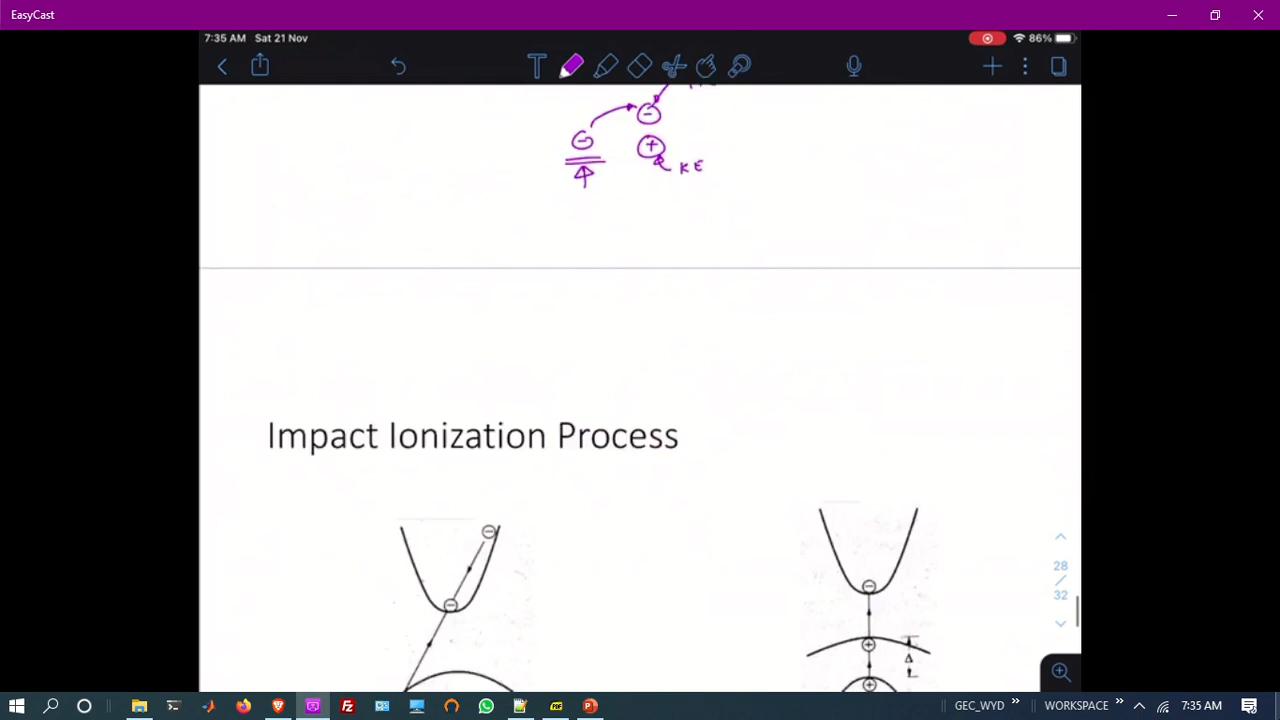 EasyCast
7:35 AM Sat 21 Nov
86%
KE
Impact Ionization Process
Δ
28
/
32
GEC_WYD »
WORKSPACE »
7:35 AM